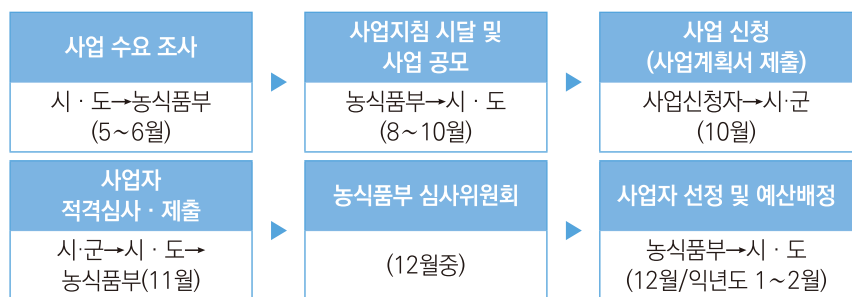 사업 수요 조사
시 · 도→농식품부
(5~6월)
사업지침 시달 및
사업 공모
농식품부→시 · 도
(8~10월)
사업 신청
(사업계획서 제출)
사업신청자→시·군
(10월)
사업자
적격심사 · 제출
시·군→시 · 도→
농식품부(11월)
농식품부 심사위원회
(12월중)
사업자 선정 및 예산배정
농식품부→시 · 도
(12월/익년도 1~2월)